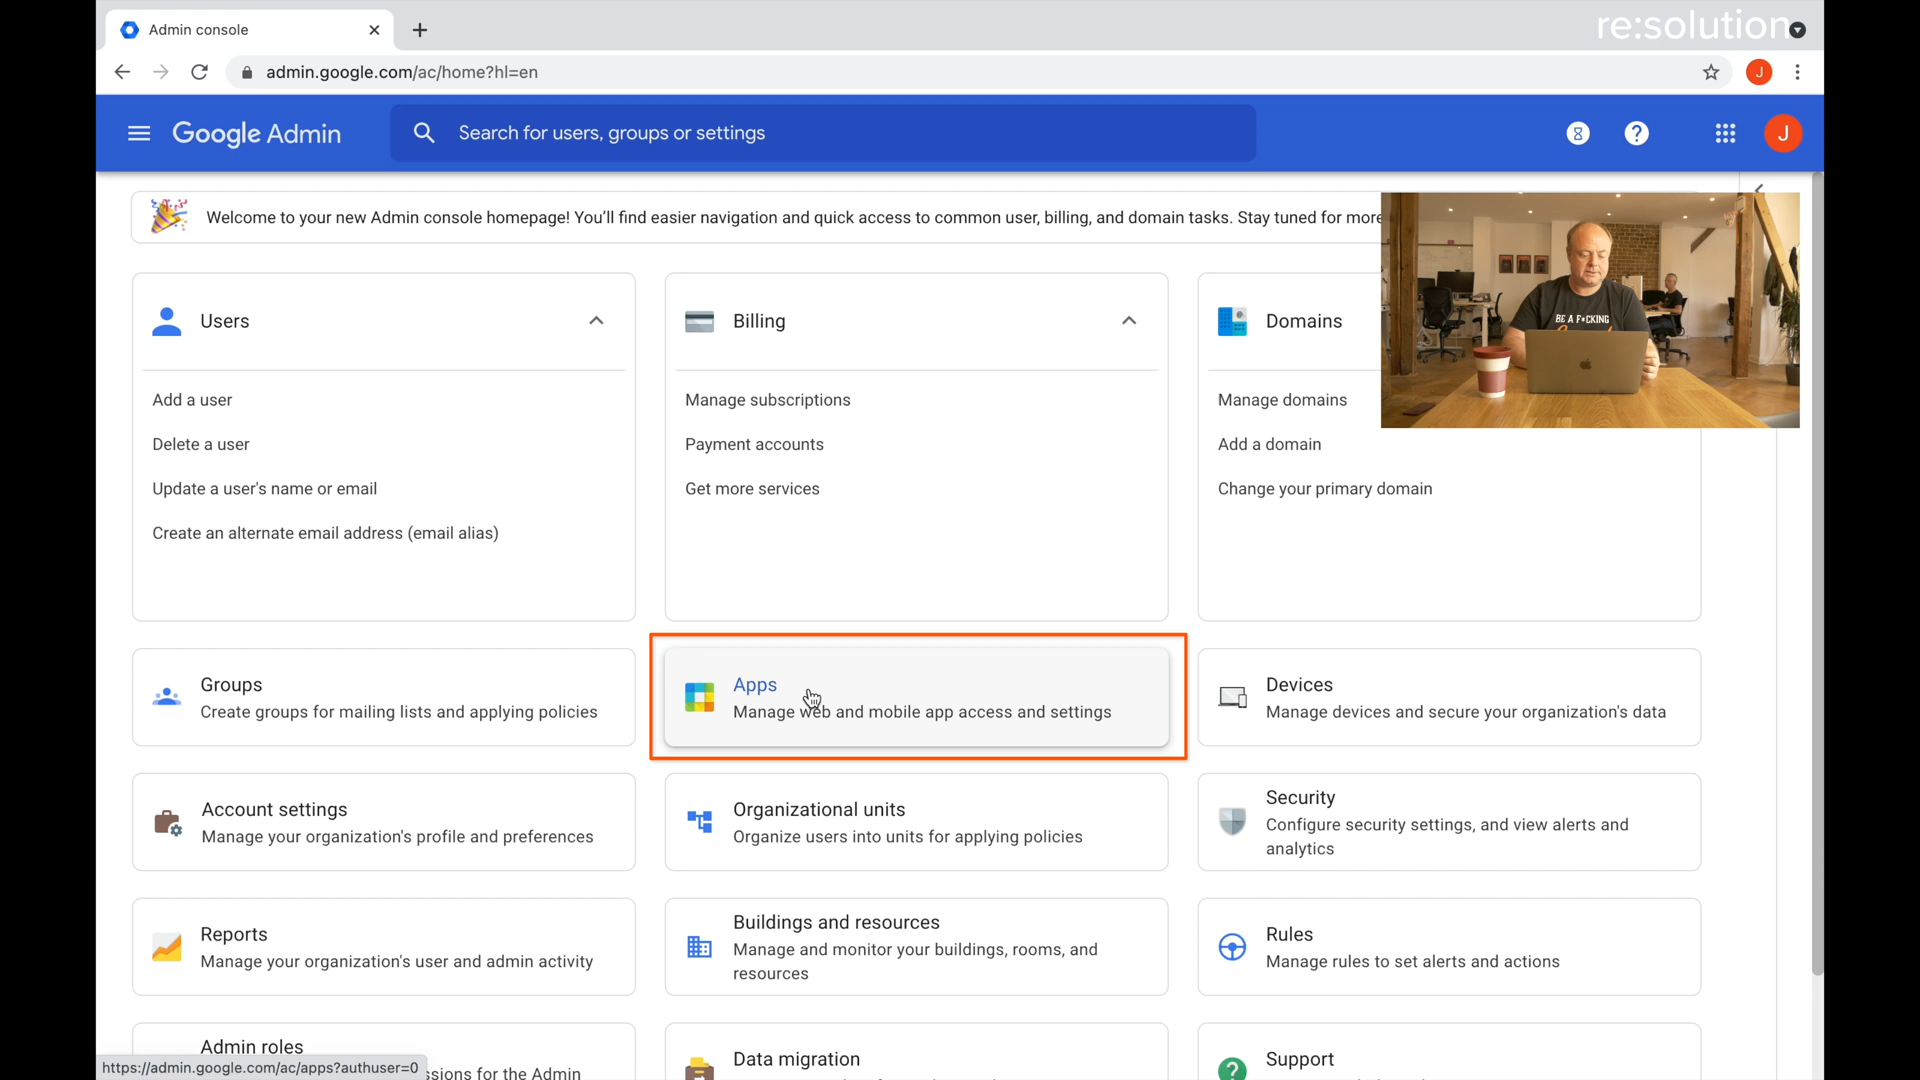 Admin console
re:solution
admin.google.com/ac/home?hl=en
J
Google Admin
Search for users, groups or settings
J
Welcome to your new Admin console homepage! You'll find easier navigation and quick access to common user, billing, and domain tasks. Stay tuned for more
Users
Add a user
Delete a user
Update a user's name or email
Create an alternate email address (email alias)
Billing
Manage subscriptions
Payment accounts
Get more services
Domains
Manage domains
Add a domain
Change your primary domain
BE A F*CKING
Groups
Create groups for mailing lists and applying policies
Apps
Manage web and mobile app access and settings
Devices
Manage devices and secure your organization's data
Account settings
Manage your organization's profile and preferences
Organizational units
Organize users into units for applying policies
Security
Configure security settings, and view alerts and
analytics
Reports
Manage your organization's user and admin activity
Buildings and resources
Manage and monitor your buildings, rooms, and
resources
Rules
Manage rules to set alerts and actions
Admin roles
ssions for the Admin
Data migration
Support
https://admin.google.com/ac/apps?authuser=0